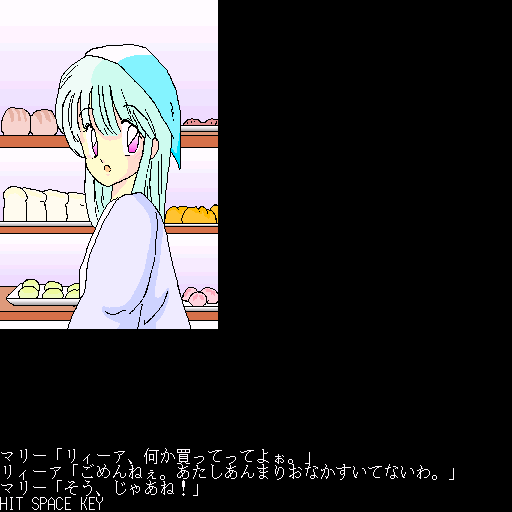 マリー「リィーア、何か買ってってよぉ。」
リィーア「ごめんねぇ。あたしあんまりおなかすいてないわ。」
マリー「そう、じゃあね！」
HIT SPACE KEY